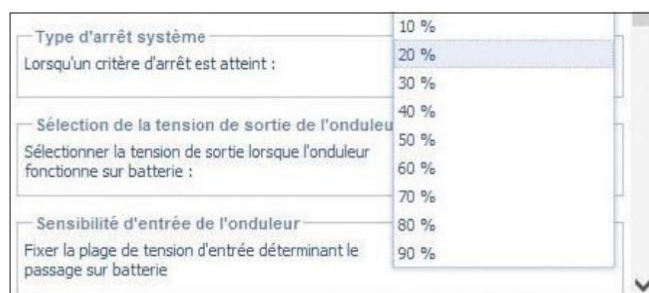 10 %
Type d'arrêt système
20 %
Lorsqu'un critère d'arrêt est atteint :
30 %
40 %
Sélection de la tension de sortie de l'onduleu
50 %
Sélectionner la tension de sortie lorsque l'onduleur
fonctionne sur batterie :
60 %
70 %
Sensibilité d'entrée de l'onduleur
80 %
Fixer la plage de tension d'entrée déterminant le
passage sur batterie
90 %